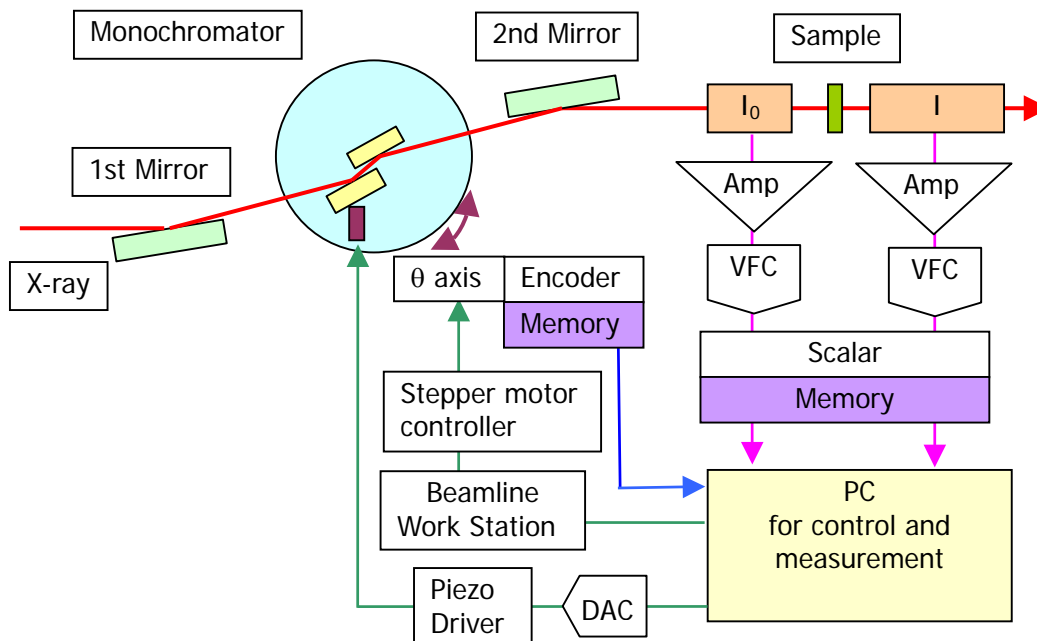 Monochromator
2nd Mirror
Sample
I₀
I
1st Mirror
Amp
Amp
X-ray
θ axis
Encoder
VFC
VFC
Memory
Scalar
Stepper motor
controller
Memory
Beamline
Work Station
PC
for control and
measurement
Piezo
Driver
DAC